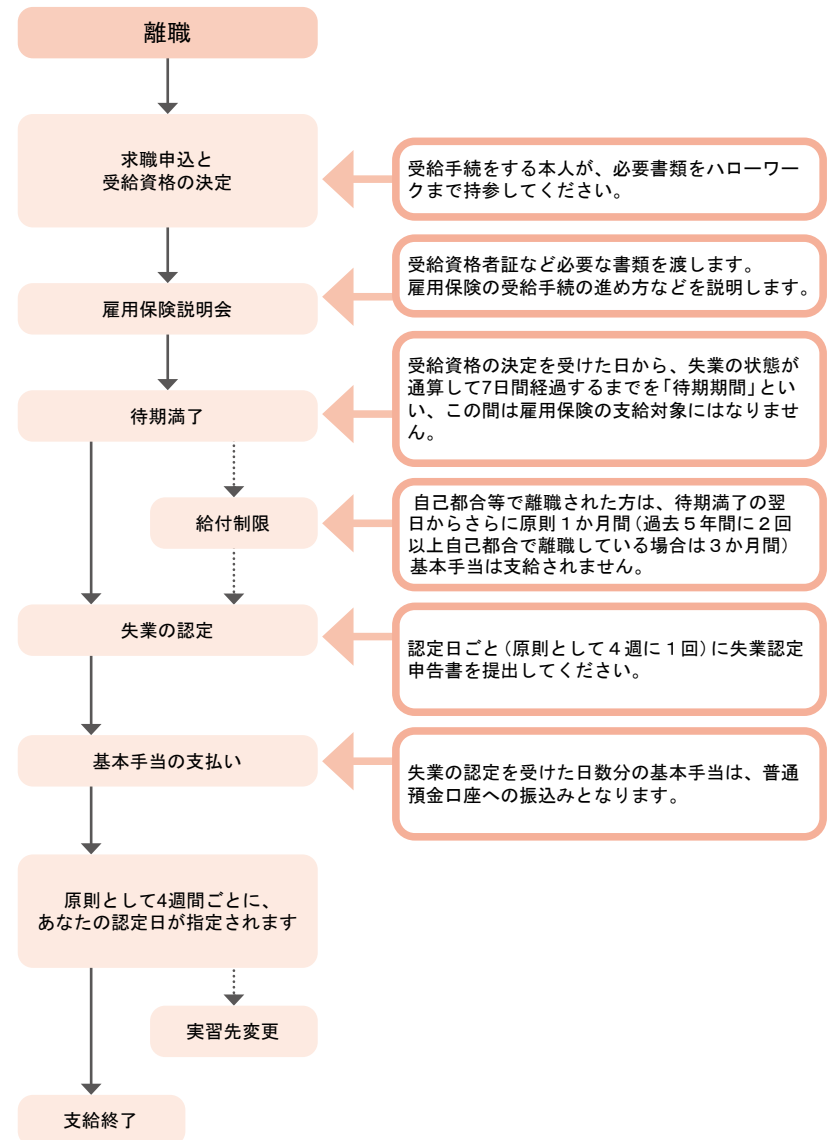 離職
求職申込と
受給資格の決定
受給手続をする本人が、必要書類をハローワー
クまで持参してください。
雇用保険説明会
受給資格者証など必要な書類を渡します。
雇用保険の受給手続の進め方などを説明します。
待期満了
受給資格の決定を受けた日から、失業の状態が
通算して7日間経過するまでを「待期期間」とい
い、この間は雇用保険の支給対象にはなりませ
ん。
給付制限
自己都合等で離職された方は、待期満了の翌
日からさらに原則１か月間（過去５年間に２回
以上自己都合で離職している場合は３か月間）
基本手当は支給されません。
失業の認定
認定日ごと（原則として４週に１回）に失業認定
申告書を提出してください。
基本手当の支払い
失業の認定を受けた日数分の基本手当は、普通
預金口座への振込みとなります。
原則として4週間ごとに、
あなたの認定日が指定されます
実習先変更
支給終了